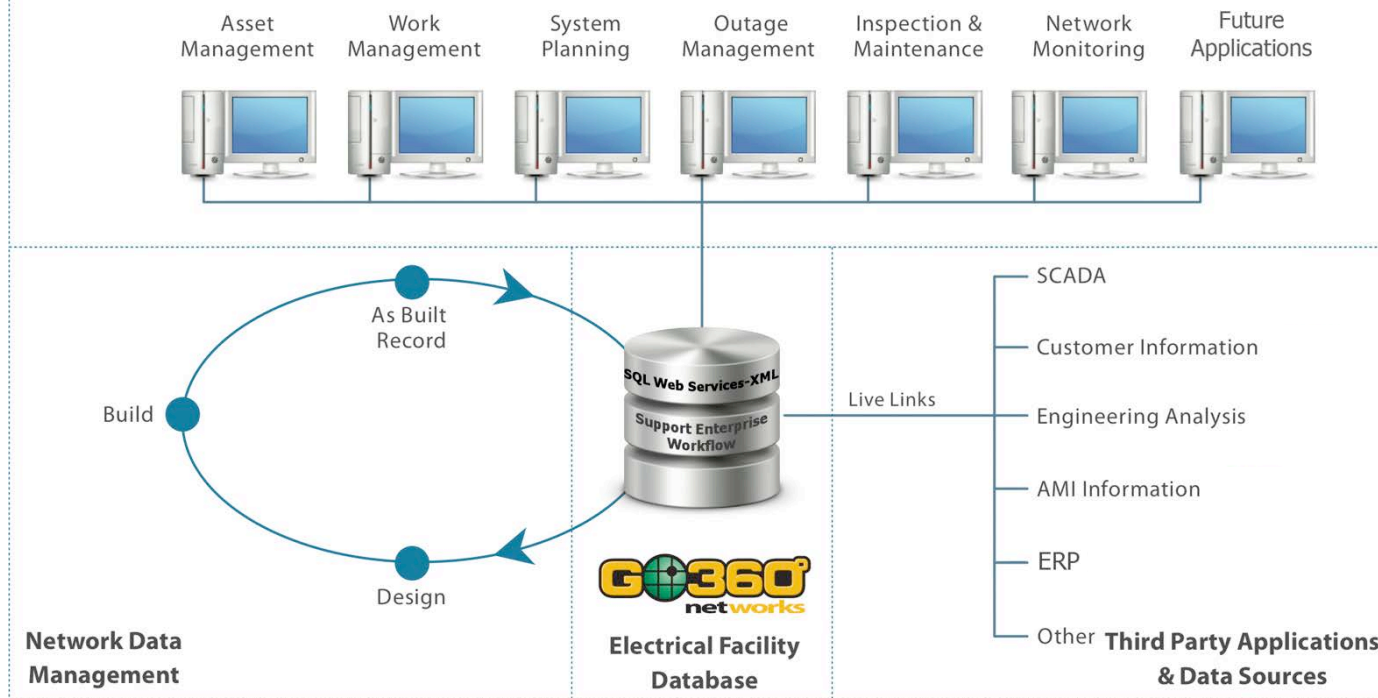 Asset
Management
Work
Management
System
Planning
Outage
Management
Inspection &
Maintenance
Network
Monitoring
Future
Applications
As Built
Record
Build
Design
Network Data
Management
SQL Web Services-XML
Support Enterprise
Workflow
GO360°
networks
Electrical Facility
Database
Live Links
SCADA
Customer Information
Engineering Analysis
AMI Information
ERP
Other
Third Party Applications
& Data Sources